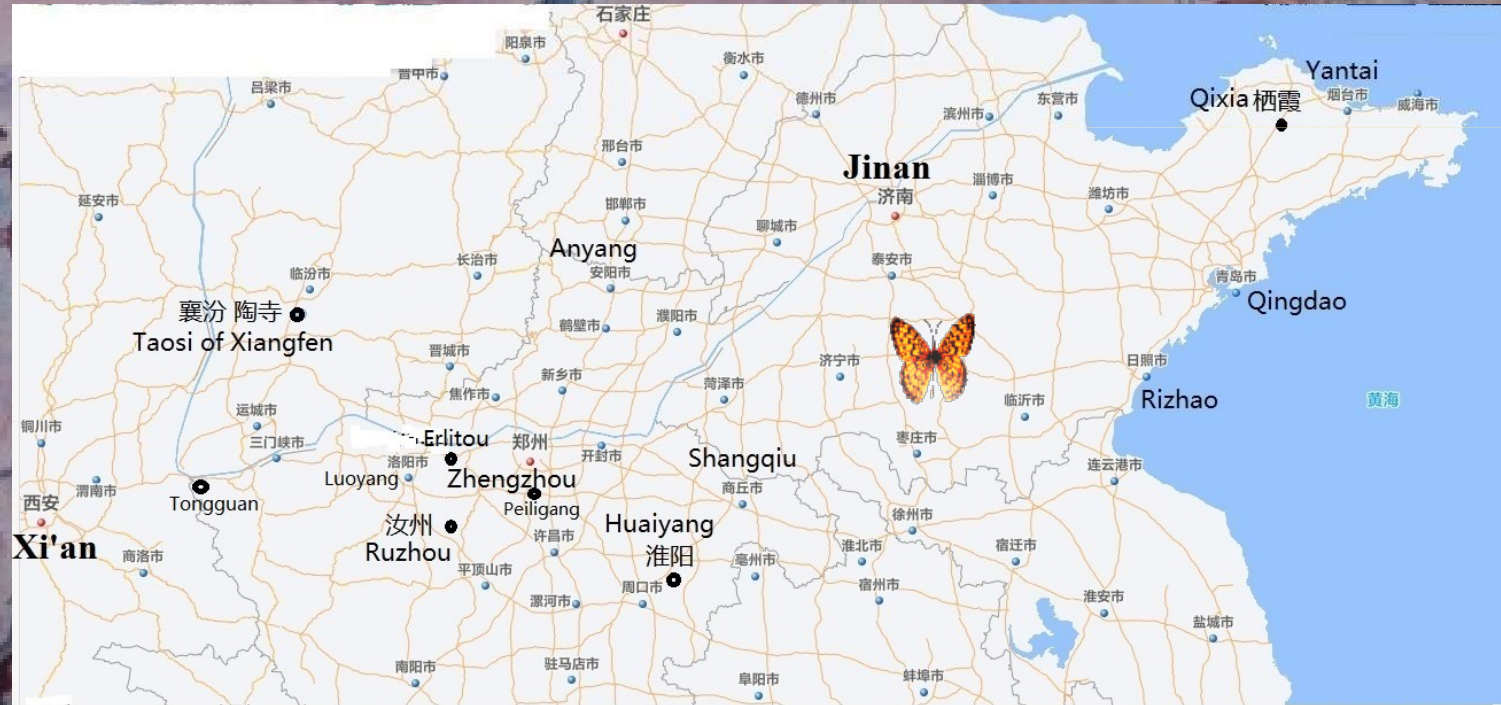 石家庄
阳泉市
晋中市
吕梁市
衡水市
德州市
滨州市
东营市
Yantai
Qixia 栖霞
烟台市
威海市
邢台市
Jinan
济南
淄博市
潍坊市
延安市
邯郸市
聊城市
Anyang
安阳市
长治市
临汾市
泰安市
青岛市
Qingdao
襄汾 陶寺
Taosi of Xiangfen
鹤壁市
濮阳市
晋城市
新乡市
焦作市
菏泽市
济宁市
日照市
Rizhao
临沂市
黄海
铜川市
运城市
三门峡市
Erlitou
郑州
开封市
枣庄市
Shangqiu
商丘市
连云港市
洛阳市
Luoyang
Zhengzhou
Peiligang
渭南市
西安
Xi'an
Tongguan
汝州
Ruzhou
许昌市
Huaiyang
淮阳
徐州市
商洛市
平顶山市
漯河市
周口市
亳州市
淮北市
宿州市
宿迁市
淮安市
盐城市
南阳市
驻马店市
阜阳市
蚌埠市